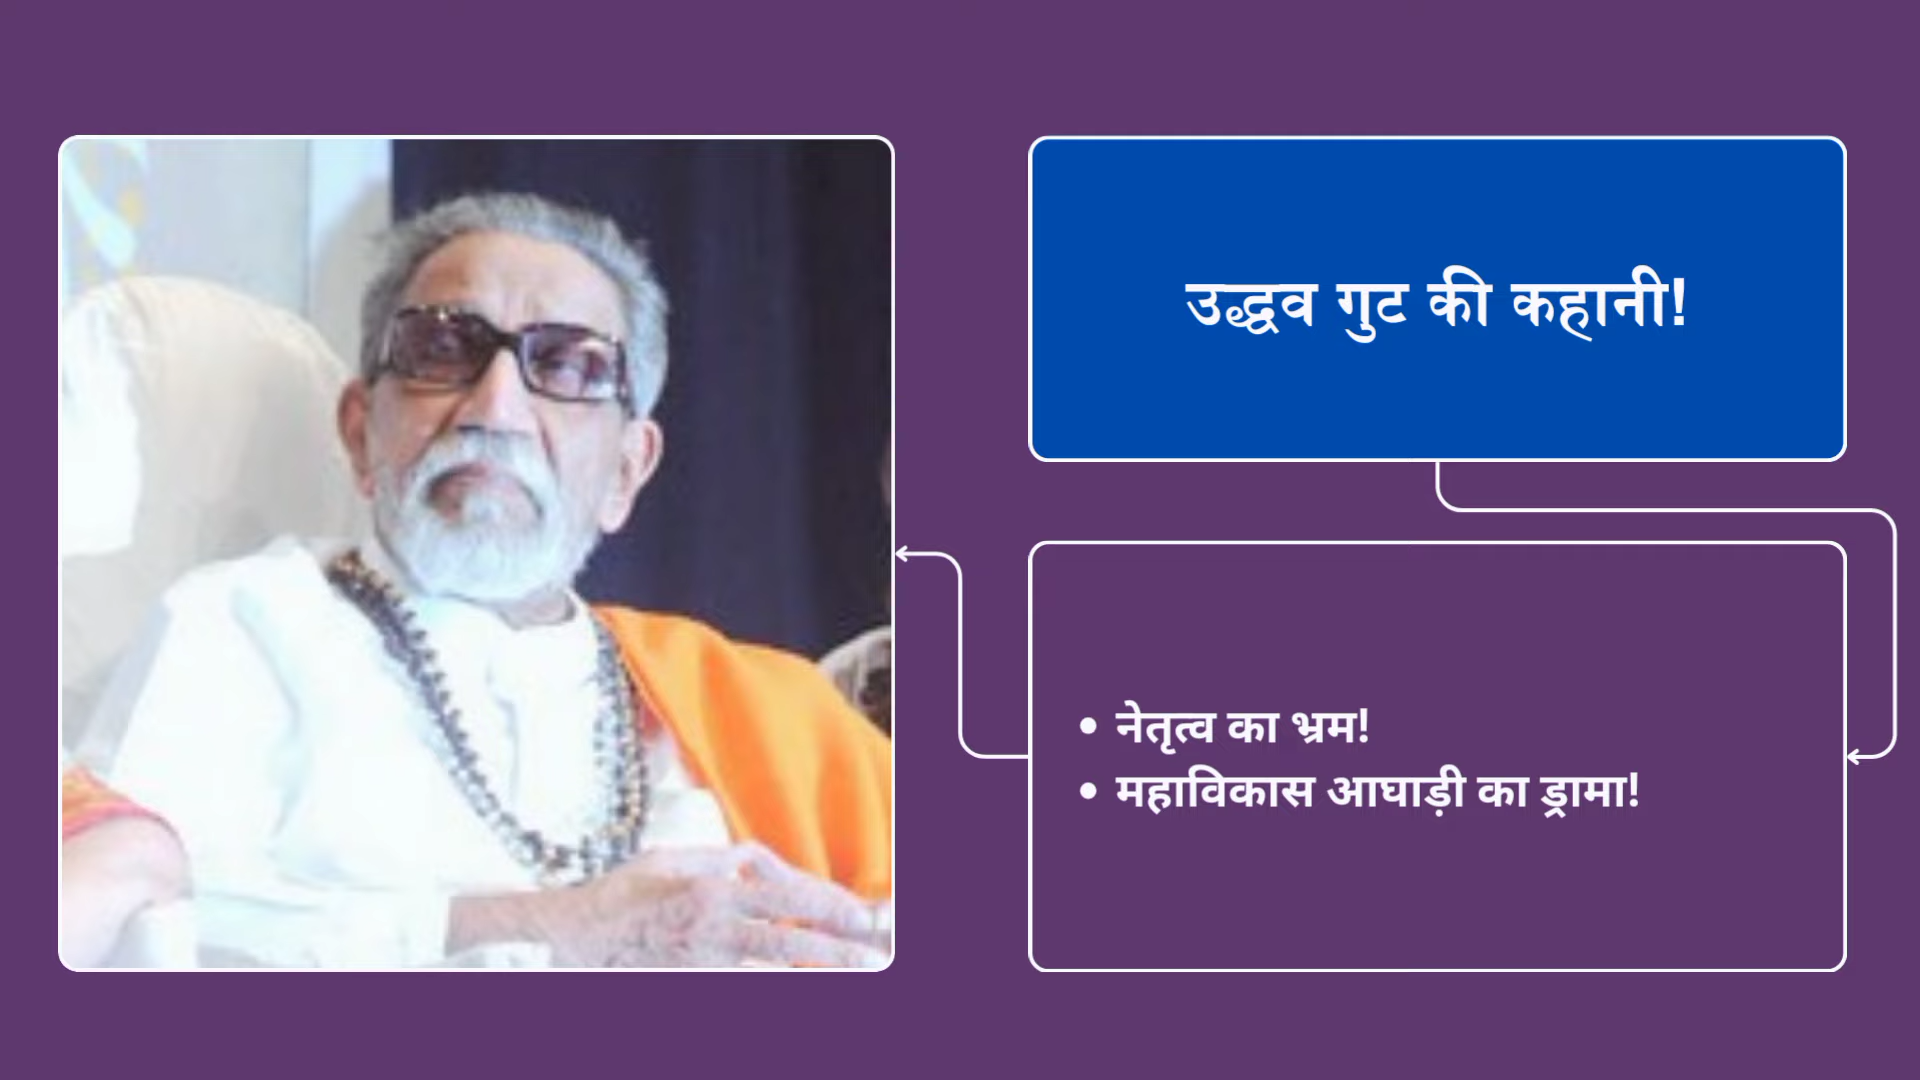 उद्धव गुट की कहानी!
• नेतृत्व का भ्रम!
• महाविकास आघाड़ी का ड्रामा!